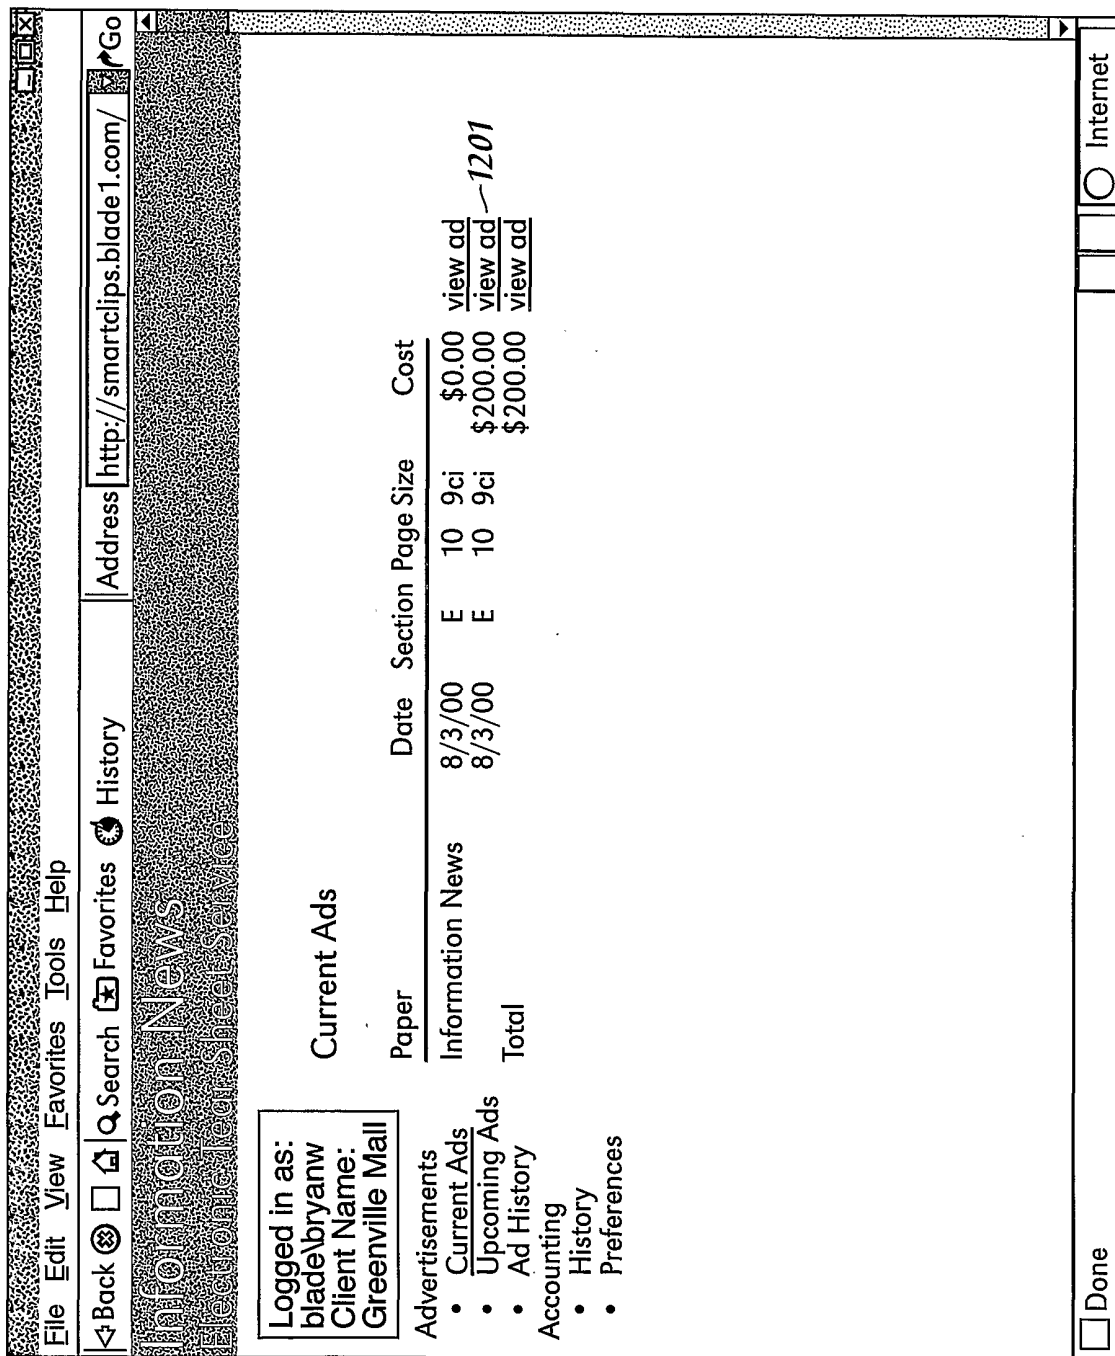 File Edit View Favorites Tools Help
Back Search Favorites History Address http://smartclips.blade1.com/ Go
Information News
Electronic Tear Sheet Service
Logged in as:
blade\bryanw
Client Name:
Greenville Mall
Advertisements
• Current Ads
• Upcoming Ads
• Ad History
Accounting
• History
• Preferences
Current Ads
Paper Date Section Page Size Cost
Information News 8/3/00 E 10 9ci $0.00 view ad
8/3/00 E 10 9ci $200.00 view ad 1201
Total $200.00 view ad
Done Internet